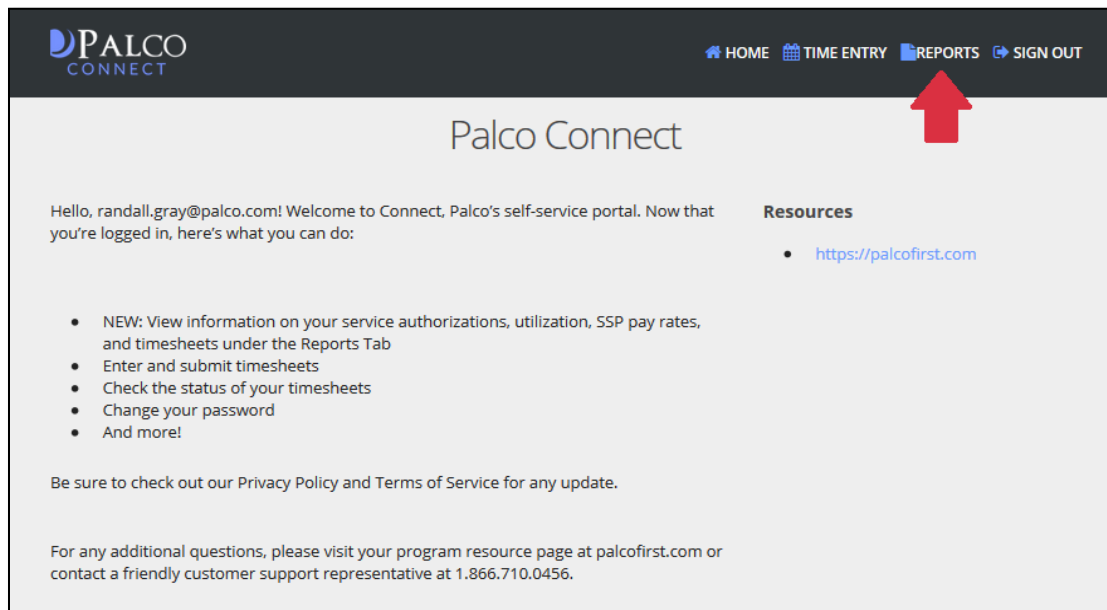 PALCO
CONNECT
HOME TIME ENTRY REPORTS SIGN OUT
Palco Connect
Hello, randall.gray@palco.com! Welcome to Connect, Palco's self-service portal. Now that
you're logged in, here's what you can do:
Resources
• https://palcofirst.com
• NEW: View information on your service authorizations, utilization, SSP pay rates,
and timesheets under the Reports Tab
• Enter and submit timesheets
• Check the status of your timesheets
• Change your password
• And more!
Be sure to check out our Privacy Policy and Terms of Service for any update.
For any additional questions, please visit your program resource page at palcofirst.com or
contact a friendly customer support representative at 1.866.710.0456.